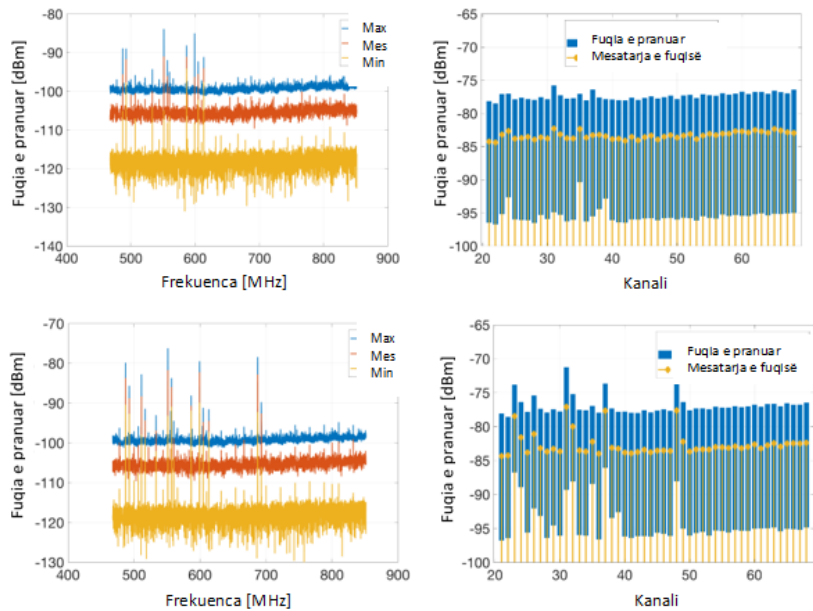 Fuqia e pranuar [dBm]
-80
-90
-100
-110
-120
-130
-140
400
500
600
700
800
900
Frekuenca [MHz]
Max
Mes
Min
Fuqia e pranuar [dBm]
-65
-70
-75
-80
-85
-90
-95
-100
20
30
40
50
60
Kanali
Fuqia e pranuar
Mesatarja e fuqisë
Fuqia e pranuar [dBm]
-70
-80
-90
-100
-110
-120
-130
400
500
600
700
800
900
Frekuenca [MHz]
Max
Mes
Min
Fuqia e pranuar [dBm]
-65
-70
-75
-80
-85
-90
-95
-100
20
30
40
50
60
Kanali
Fuqia e pranuar
Mesatarja e fuqisë